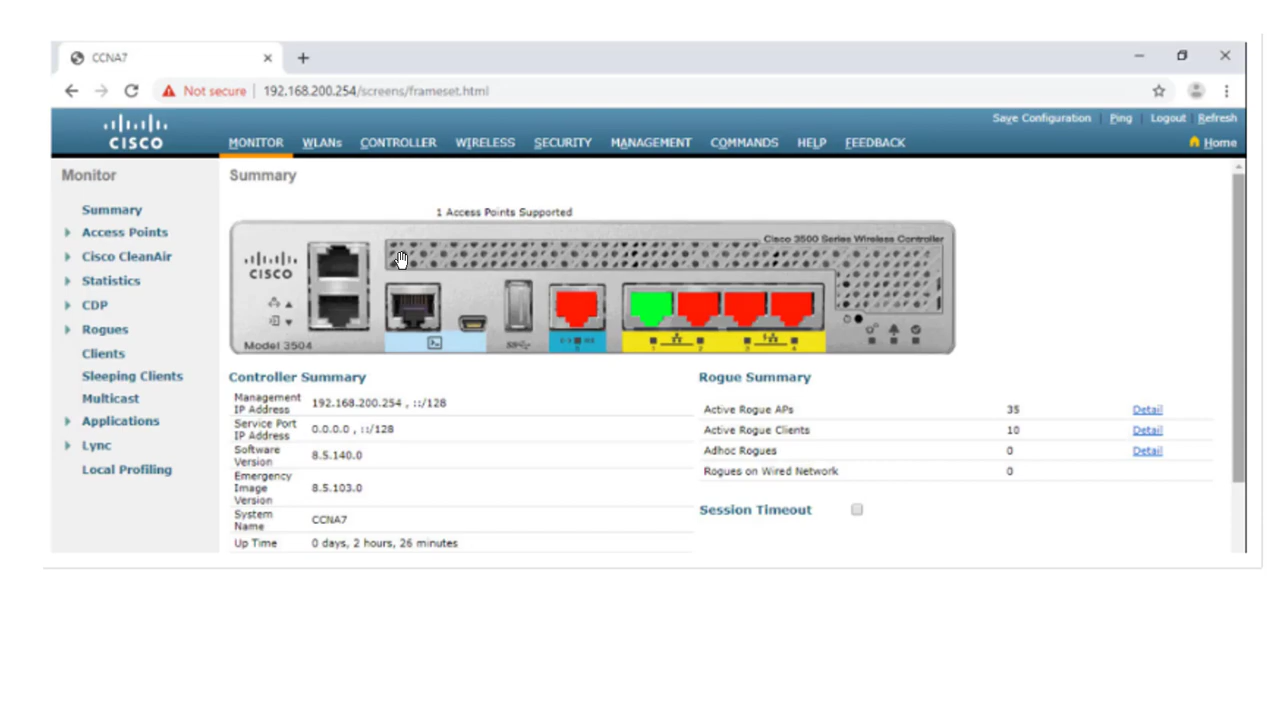 CCNA7
Not secure | 192.168.200.254/screens/frameset.html
Save Configuration | Ping | Logout | Refresh
CISCO
MONITOR WLANs CONTROLLER WIRELESS SECURITY MANAGEMENT COMMANDS HELP FEEDBACK
Home
Monitor
Summary
Access Points
Cisco CleanAir
Statistics
CDP
Rogues
Clients
Sleeping Clients
Multicast
Applications
Lync
Local Profiling
Summary
1 Access Points Supported
Cisco 3500 Series Wireless Controller
CISCO
Model 3504
1 2 3 4
Controller Summary
Management IP Address 192.168.200.254 , ::/128
Service Port IP Address 0.0.0.0 , ::/128
Software Version 8.5.140.0
Emergency Image Version 8.5.103.0
System Name CCNA7
Up Time 0 days, 2 hours, 26 minutes
Rogue Summary
Active Rogue APs 35 Detail
Active Rogue Clients 10 Detail
Adhoc Rogues 0 Detail
Rogues on Wired Network 0
Session Timeout